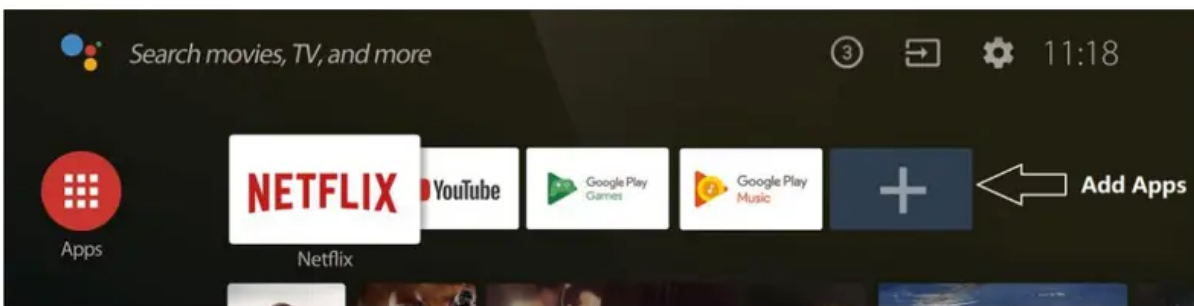 Search movies, TV, and more
3
11:18
NETFLIX
YouTube
Google Play
Games
Google Play
Music
Add Apps
Apps
Netflix